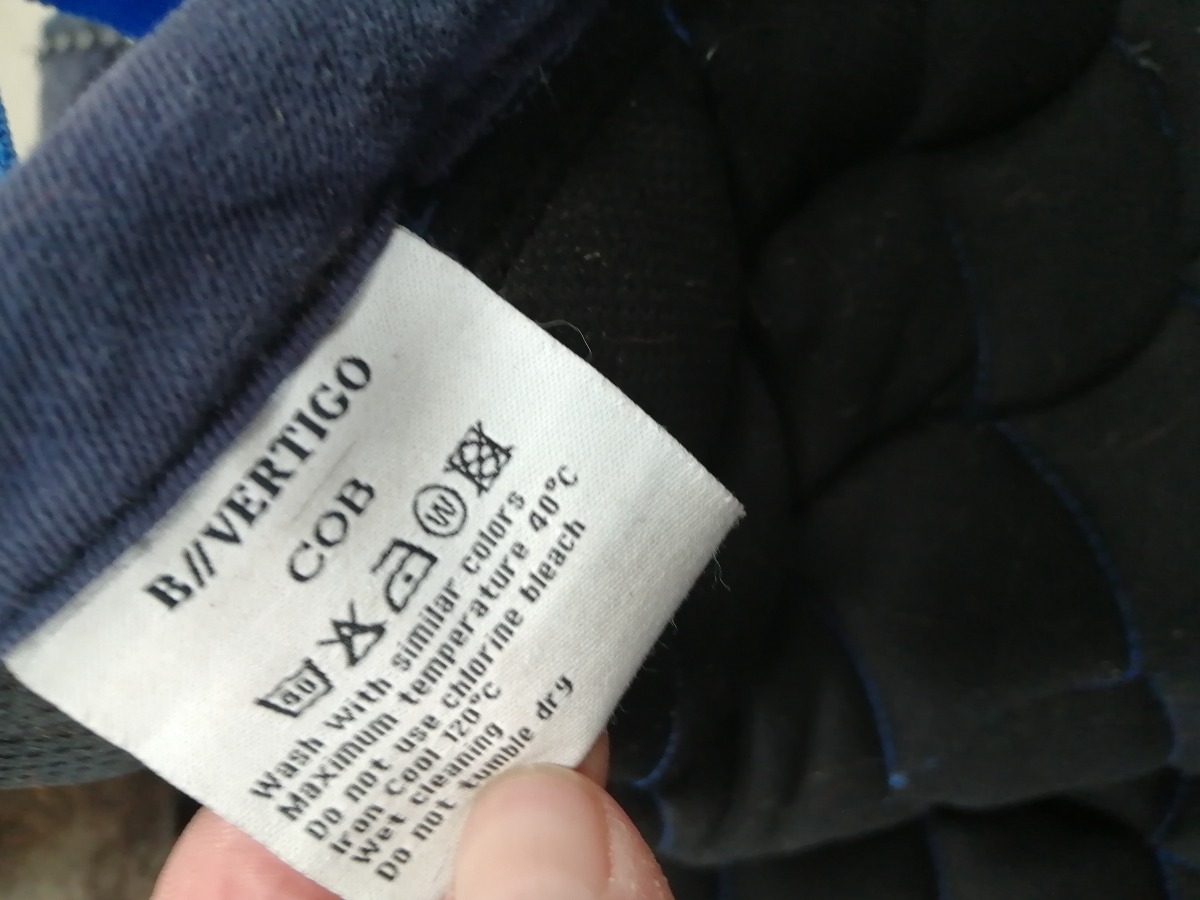 B//VERTIGO
COB
60 W
Wash with similar colors
Maximum temperature 40°C
Do not use chlorine bleach
Iron Cool 120°C
Wet cleaning
Do not tumble dry